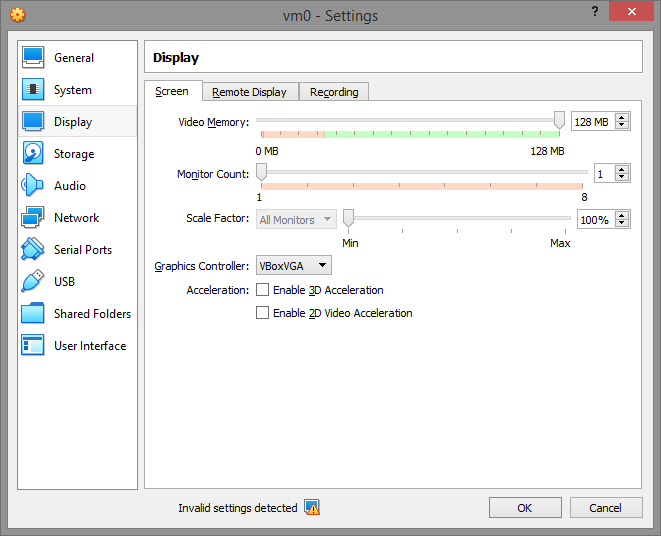 vm0 - Settings
?
General
System
Display
Storage
Audio
Network
Serial Ports
USB
Shared Folders
User Interface
Display
Screen
Remote Display
Recording
Video Memory:
128 MB
0 MB
128 MB
Monitor Count:
1
1
8
Scale Factor:
All Monitors
100%
Min
Max
Graphics Controller:
VBoxVGA
Acceleration:
Enable 3D Acceleration
Enable 2D Video Acceleration
Invalid settings detected
OK
Cancel